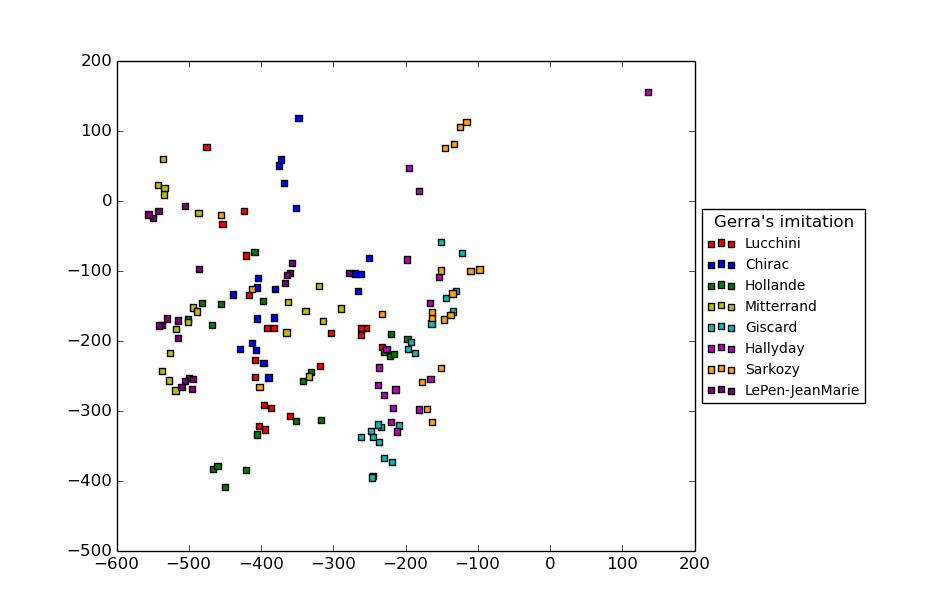 200
100
0
−100
−200
−300
−400
−500
−600 −500 −400 −300 −200 −100 0 100 200
Gerra's imitation
Lucchini
Chirac
Hollande
Mitterrand
Giscard
Hallyday
Sarkozy
LePen-JeanMarie